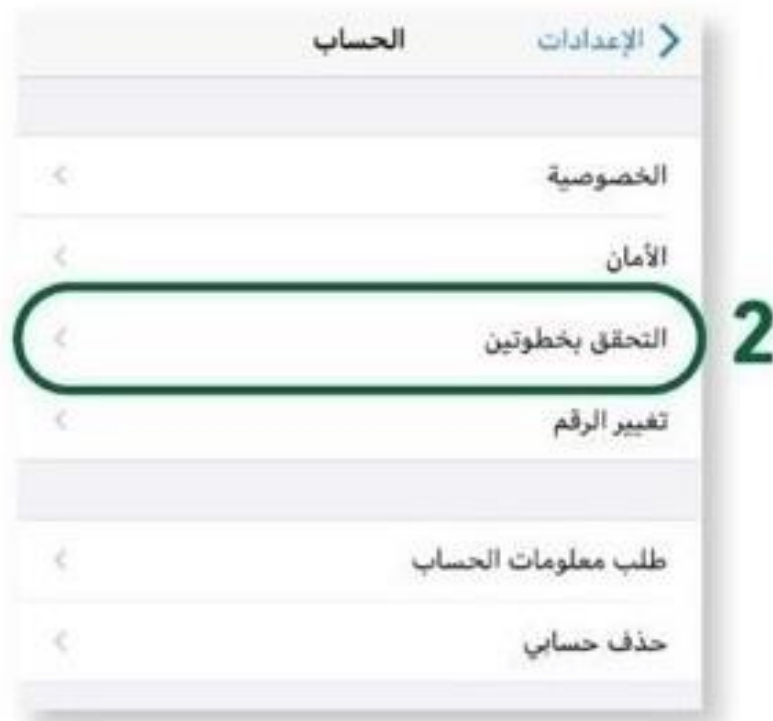 الإعدادات
الحساب
الخصوصية
الأمان
التحقق بخطوتين
2
تغيير الرقم
طلب معلومات الحساب
حذف حسابي